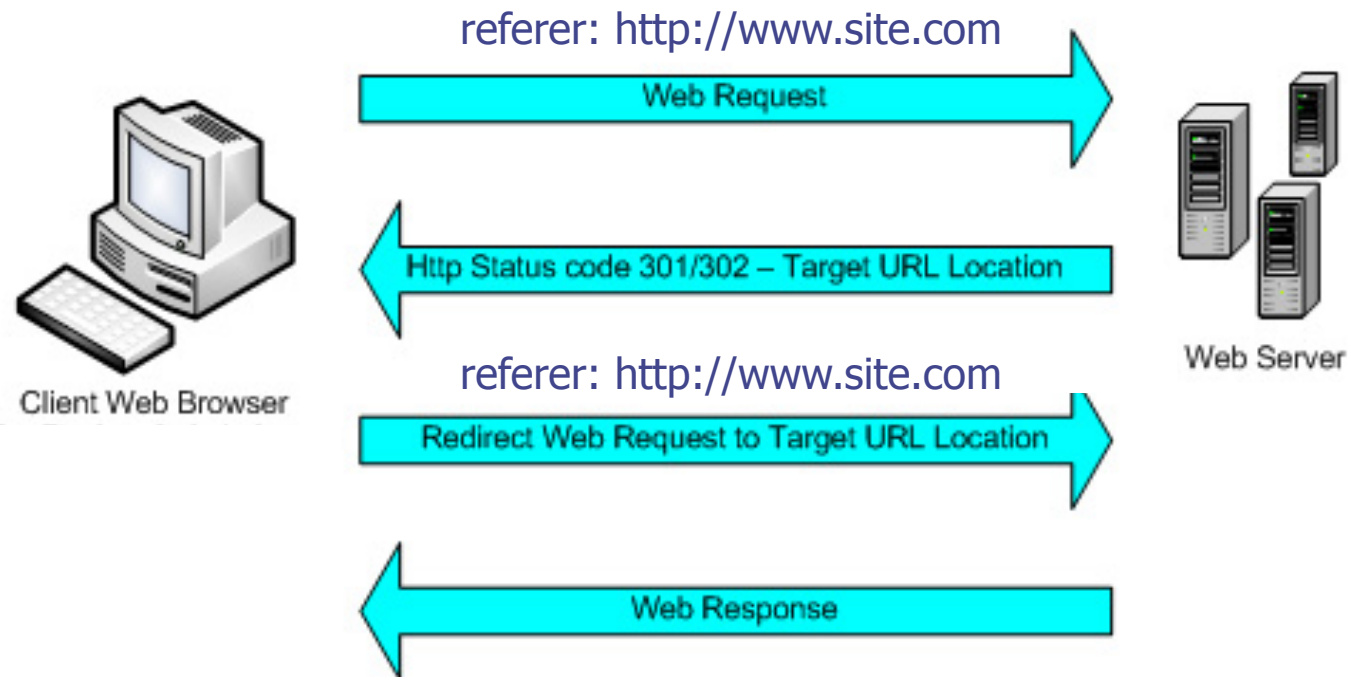 referer: http://www.site.com
Web Request
Http Status code 301/302 – Target URL Location
Web Server
referer: http://www.site.com
Client Web Browser
Redirect Web Request to Target URL Location
Web Response